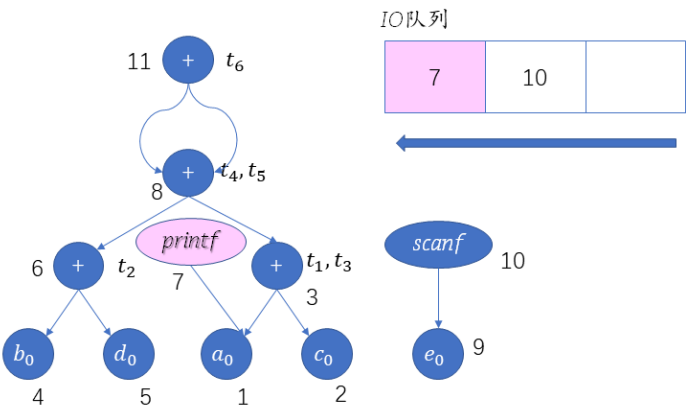 IO队列
7 10
11 + t₆
+ t₄, t₅
8
printf
scanf
6 + t₂
7
+ t₁, t₃
10
3
b₀ d₀ a₀ c₀ e₀ 9
4 5 1 2